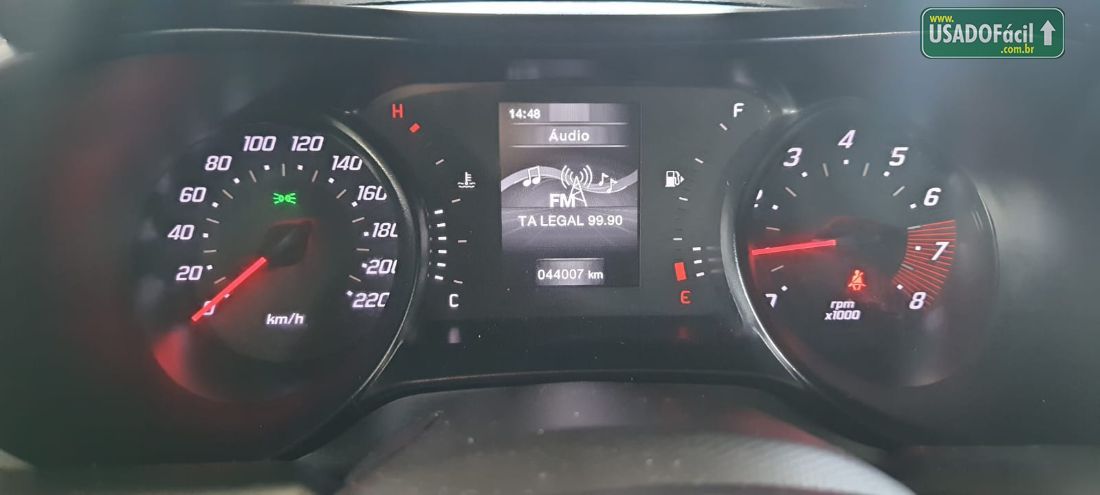 www.
USADOFácil
.com.br
0
20
40
60
80
100
120
140
160
180
200
220
km/h
H
C
14:48
Áudio
FM
TA LEGAL 99.90
044007 km
F
E
3
4
5
6
7
8
rpm
x1000